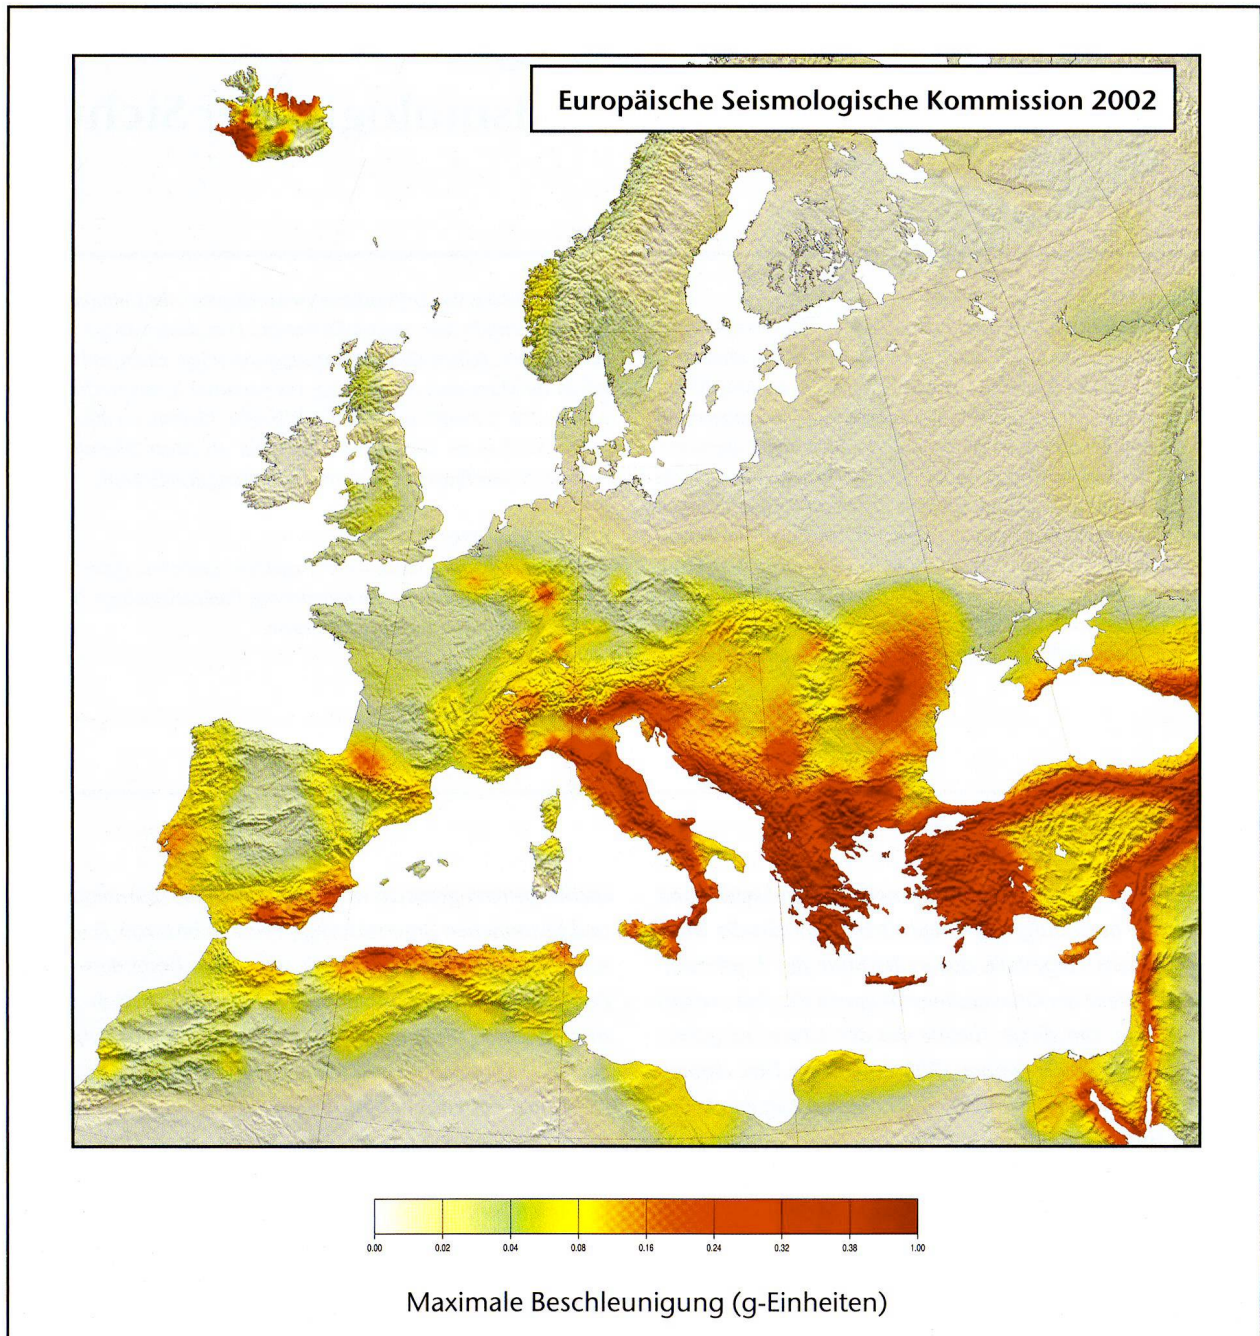 Europäische Seismologische Kommission 2002
0.00 0.02 0.04 0.08 0.16 0.24 0.32 0.38 1.00
Maximale Beschleunigung (g-Einheiten)